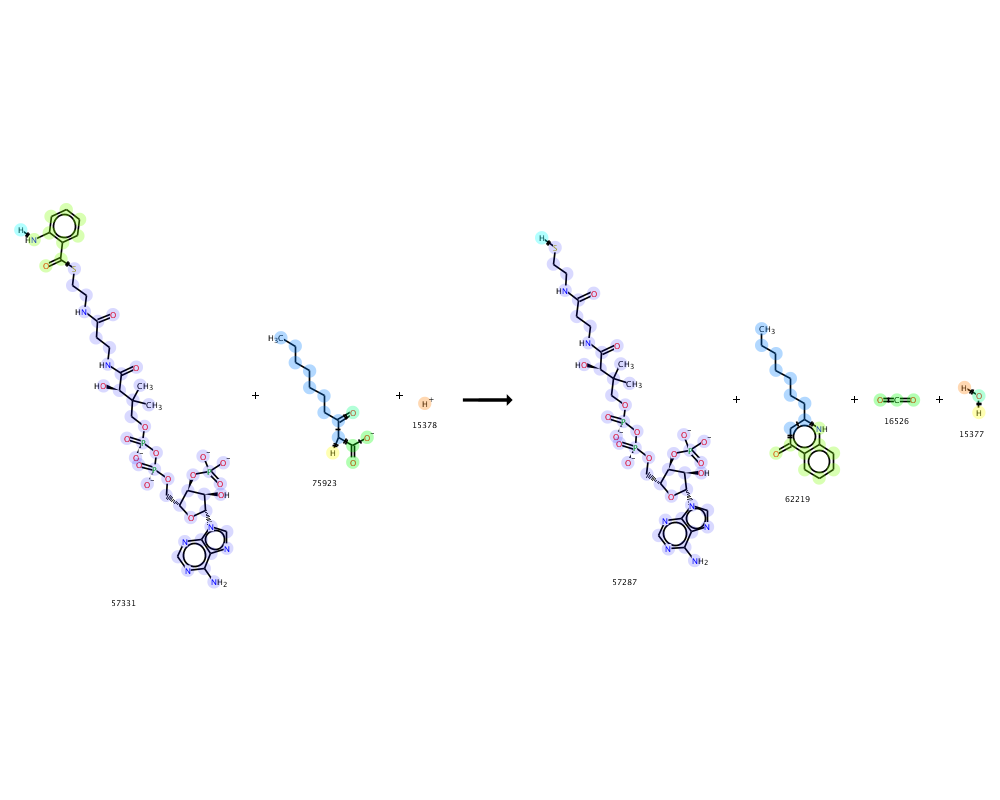 H
HN
O
S
HN
O
HN
O
HO
CH3
CH3
O
O P O-
O
O P O
O-
O- P O-
O
O
OH
O
N
N
N
N
NH2
57331
+
H3C
O
O-
H
O
75923
+
H+
15378
H
S
HN
O
HN
O
HO
CH3
CH3
O
O P O-
O
O P O
O-
O- P O-
O
O
OH
O
N
N
N
N
NH2
57287
+
CH3
NH
O
62219
+
O C O
16526
+
H
O
H
15377